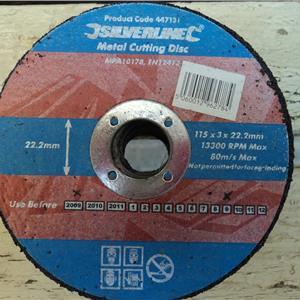 Product Code 447131
SILVERLINE
Metal Cutting Disc
MPA10178, EN12413
22.2mm
115 x 3 x 22.2mm
13300 RPM Max
80m/s Max
Not permitted for face grinding
Use Before 2009 2010 2011 1 2 3 4 5 6 7 8 9 10 11 12